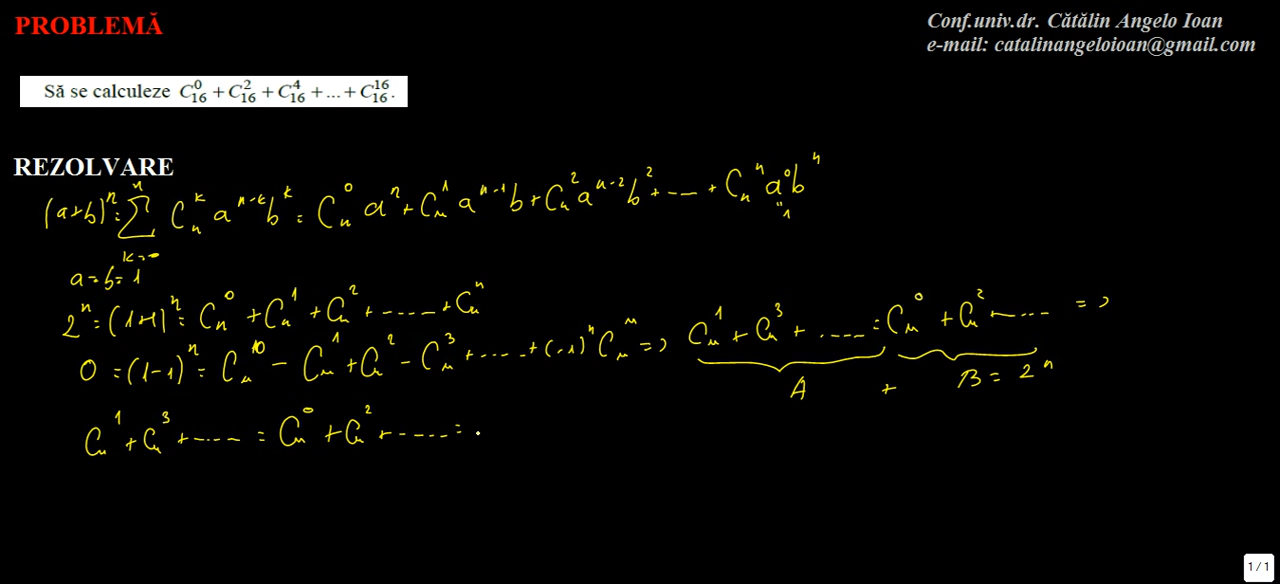 PROBLEMĂ
Conf.univ.dr. Cătălin Angelo Ioan
e-mail: catalinangeloioan@gmail.com
Să se calculeze C₁₆⁰ + C₁₆² + C₁₆⁴ + ... + C₁₆¹⁶.
REZOLVARE
(a+b)ⁿ = Σₖ₌₀ⁿ Cₙᵏ aⁿ⁻ᵏ bᵏ = Cₙ⁰ aⁿ + Cₙ¹ aⁿ⁻¹ b + Cₙ² aⁿ⁻² b² + ---- + Cₙⁿ a⁰ bⁿ
"1
a = b = 1
2ⁿ = (1+1)ⁿ = Cₙ⁰ + Cₙ¹ + Cₙ² + ...... + Cₙⁿ
0 = (1-1)ⁿ = Cₙ⁰ - Cₙ¹ + Cₙ² - Cₙ³ + ..... + (-1)ⁿ Cₙⁿ => Cₙ¹ + Cₙ³ + ...... = Cₙ⁰ + Cₙ² + ..... =>
A + B = 2ⁿ
Cₙ¹ + Cₙ³ + ..... = Cₙ⁰ + Cₙ² + ...... =
1/1